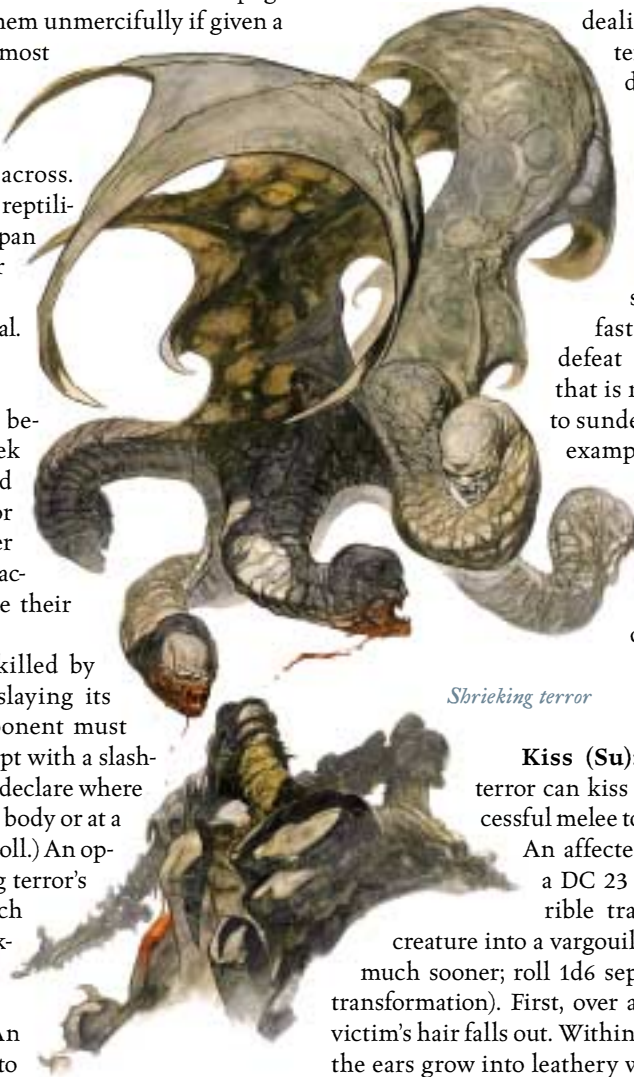 hem unmercifully if given a
most
across.
reptili-
pan
r
al.
be-
ek
d
or
er
ac-
e their
killed by
slaying its
ponent must
pt with a slash-
declare where
body or at a
oll.) An op-
g terror's
ch
k-
An
to
deali
te
d
s
fast
defeat
that is r
to sunde
examp
c
Shrieking terror
Kiss (Su):
terror can kiss
cessful melee to
An affecte
a DC 23
rible tra
creature into a vargouil
much sooner; roll 1d6 sep
transformation). First, over a
victim's hair falls out. Within
the ears grow into leathery w